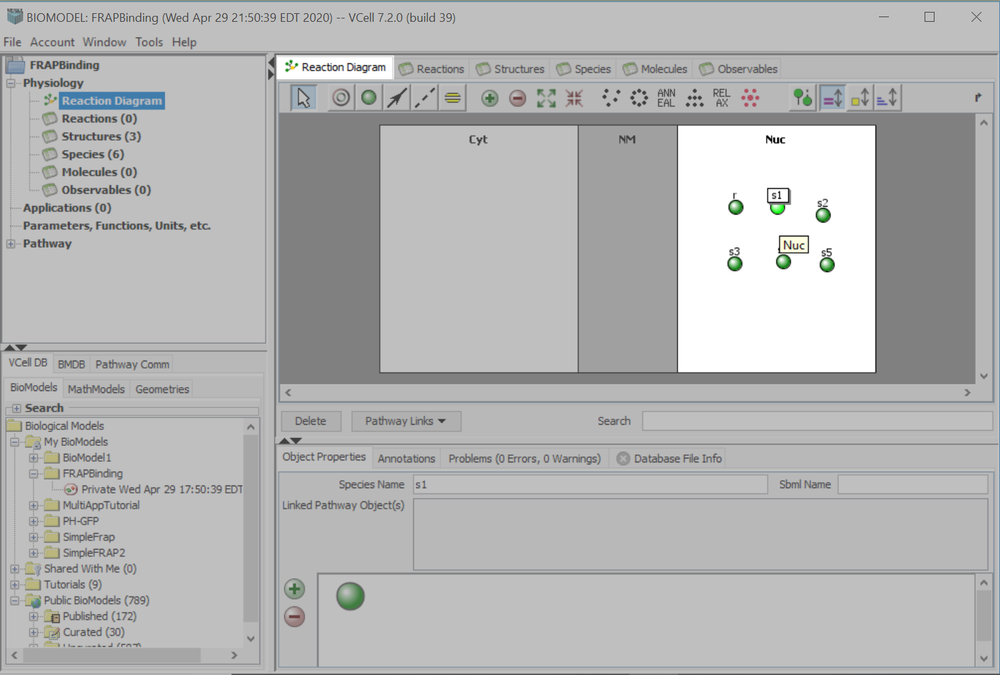 BIOMODEL: FRAPBinding (Wed Apr 29 21:50:39 EDT 2020) -- VCell 7.2.0 (build 39)
File Account Window Tools Help
FRAPBinding
Physiology
Reaction Diagram
Reactions (0)
Structures (3)
Species (6)
Molecules (0)
Observables (0)
Applications (0)
Parameters, Functions, Units, etc.
Pathway
VCell DB BMDB Pathway Comm
BioModels MathModels Geometries
Search
Biological Models
My BioModels
BioModel1
FRAPBinding
Private Wed Apr 29 17:50:39 EDT
MultiAppTutorial
PH-GFP
SimpleFrap
SimpleFRAP2
Shared With Me (0)
Tutorials (9)
Public BioModels (789)
Published (172)
Curated (30)
Reaction Diagram Reactions Structures Species Molecules Observables
ANN
EAL
REL
AX
Cyt NM Nuc
r s1 s2
Nuc
s3 s5
Delete Pathway Links Search
Object Properties Annotations Problems (0 Errors, 0 Warnings) Database File Info
Species Name s1 Sbml Name
Linked Pathway Object(s)